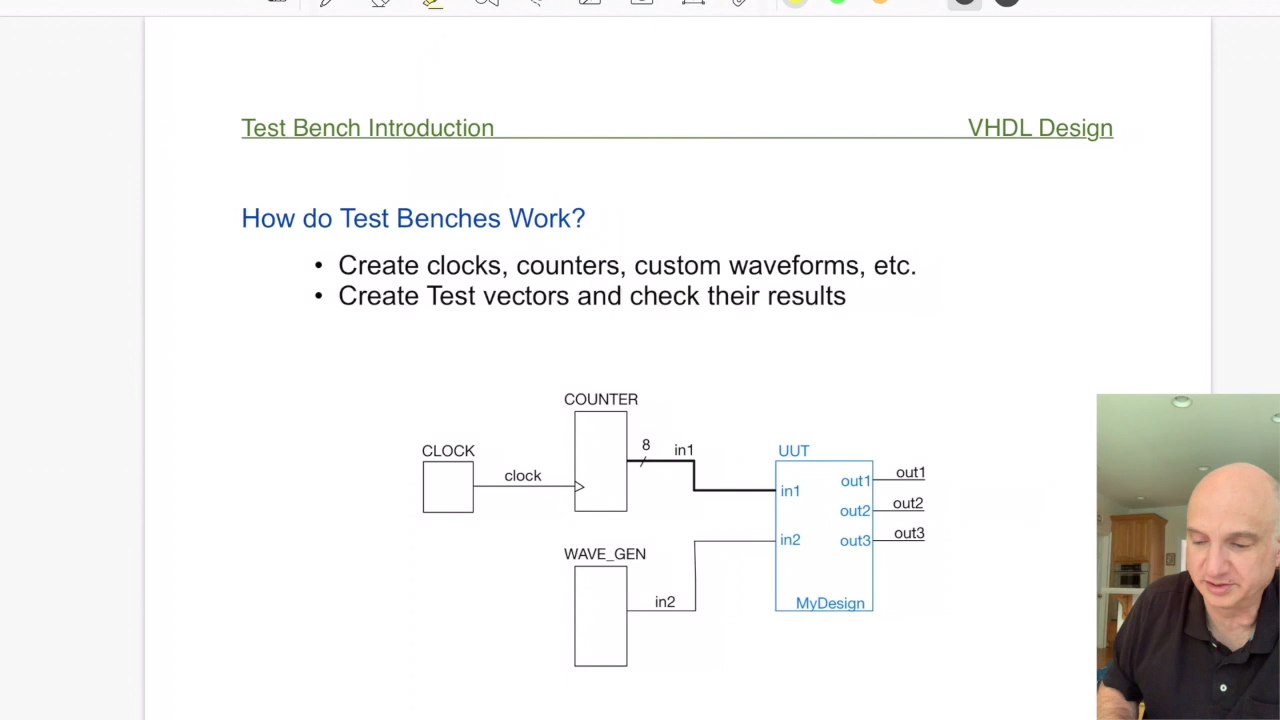 Test Bench Introduction VHDL Design
How do Test Benches Work?
• Create clocks, counters, custom waveforms, etc.
• Create Test vectors and check their results
COUNTER
8 in1
CLOCK
clock
UUT
in1
in2
out1
out2
out3
out1
out2
out3
MyDesign
WAVE_GEN
in2